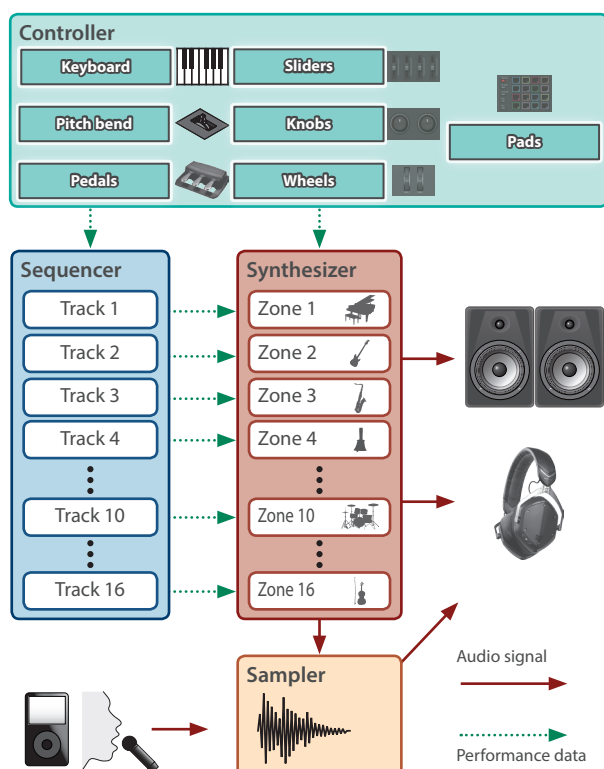 Controller
Keyboard
Sliders
Pitch bend
Knobs
Pads
Pedals
Wheels
Sequencer
Synthesizer
Track 1
Zone 1
Track 2
Zone 2
Track 3
Zone 3
Track 4
Zone 4
Track 10
Zone 10
Track 16
Zone 16
Sampler
Audio signal
Performance data